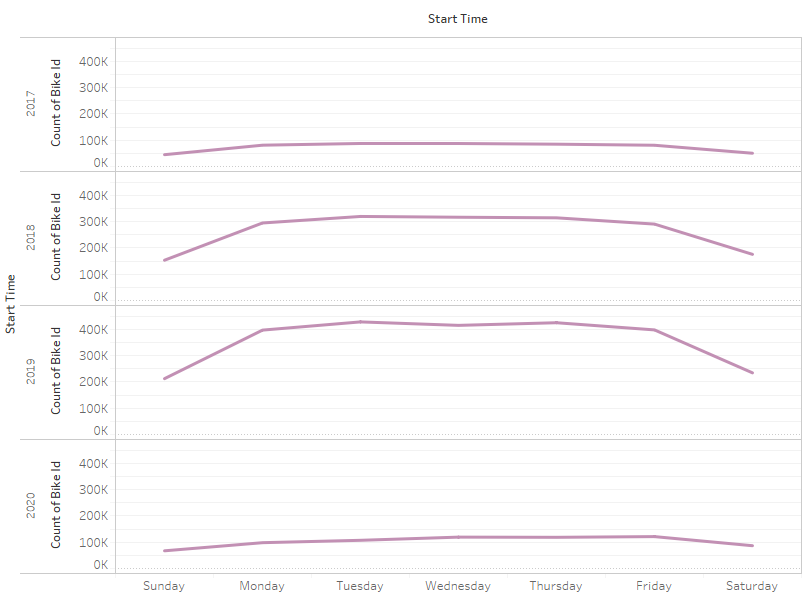 Start Time
Start Time
2017
Count of Bike Id
400K
300K
200K
100K
0K
2018
Count of Bike Id
400K
300K
200K
100K
0K
2019
Count of Bike Id
400K
300K
200K
100K
0K
2020
Count of Bike Id
400K
300K
200K
100K
0K
Sunday Monday Tuesday Wednesday Thursday Friday Saturday